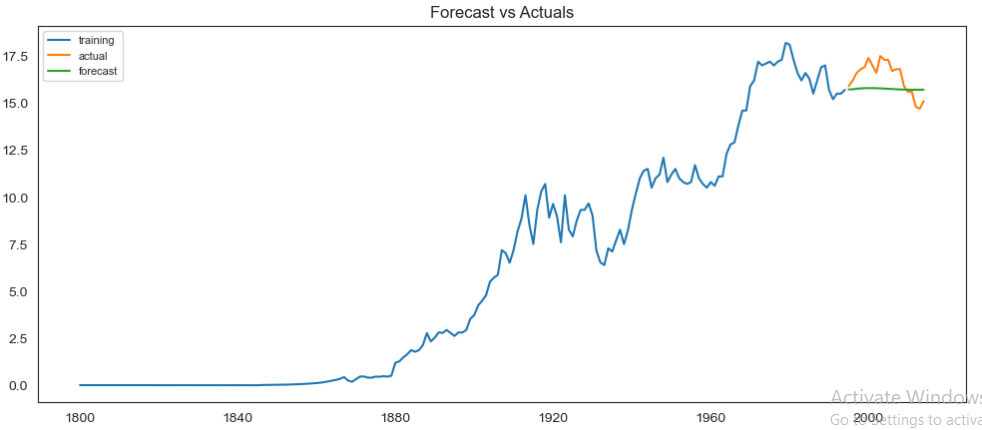 Forecast vs Actuals
training
actual
forecast
17.5
15.0
12.5
10.0
7.5
5.0
2.5
0.0
1800 1840 1880 1920 1960 2000
Activate Windows
Go to Settings to activa